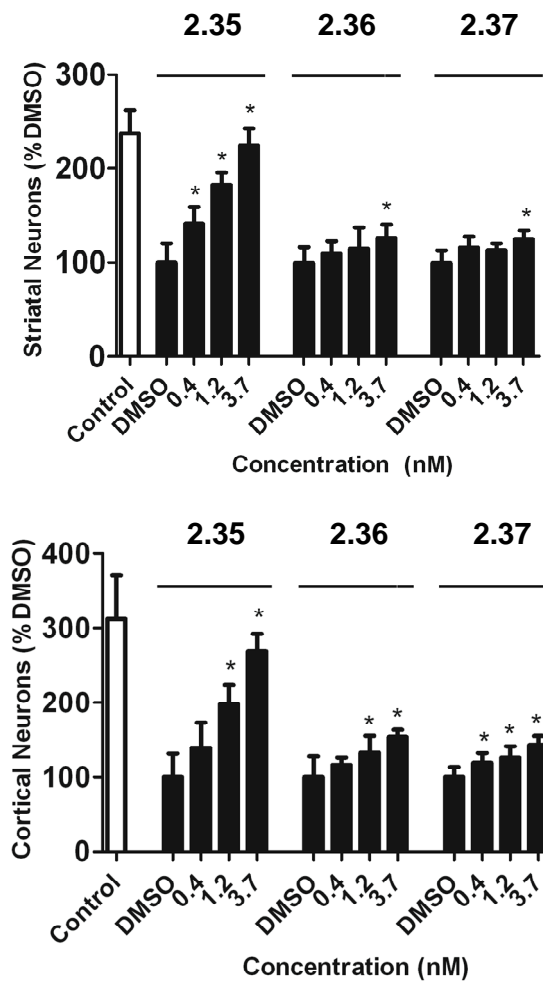 2.35 2.36 2.37
Striatal Neurons (% DMSO)
300
*
*
*
*
*
200
100
0
Control DMSO 0.4 1.2 3.7 DMSO 0.4 1.2 3.7 DMSO 0.4 1.2 3.7
Concentration (nM)
2.35 2.36 2.37
Cortical Neurons (% DMSO)
400
300
*
*
*
*
*
*
*
200
100
0
Control DMSO 0.4 1.2 3.7 DMSO 0.4 1.2 3.7 DMSO 0.4 1.2 3.7
Concentration (nM)